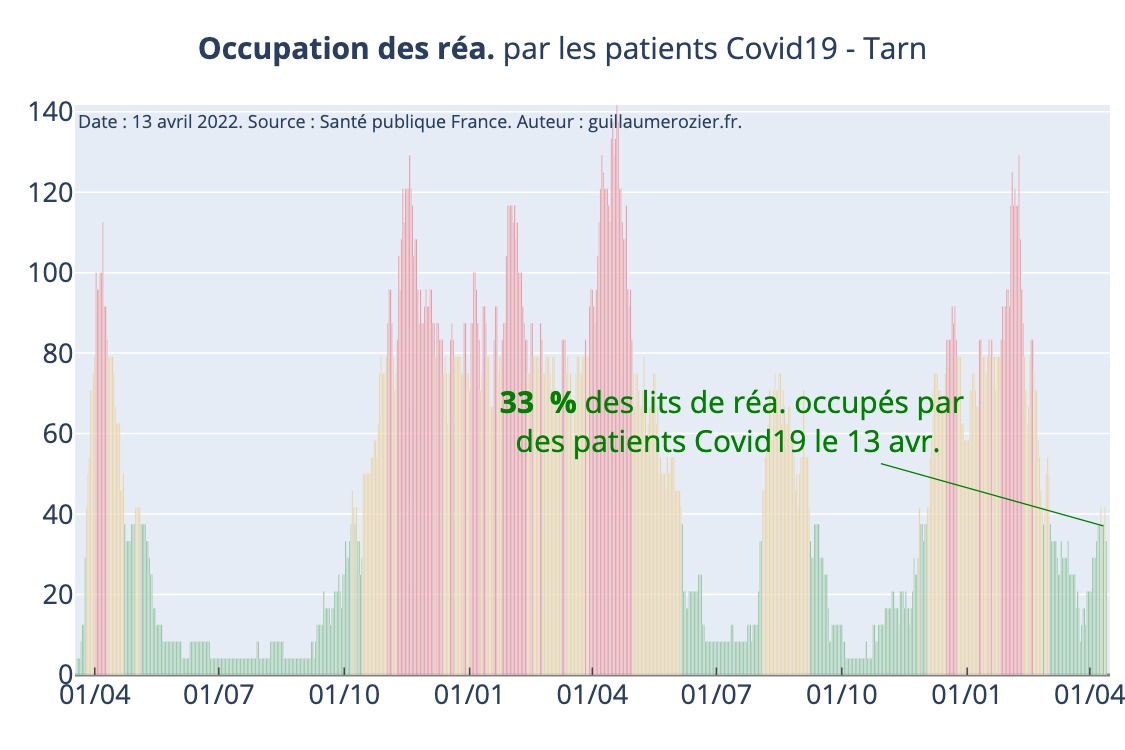 Occupation des réa. par les patients Covid19 - Tarn
140
Date : 13 avril 2022. Source : Santé publique France. Auteur : guillaumerozier.fr.
120
100
80
33 % des lits de réa. occupés par
des patients Covid19 le 13 avr.
60
40
20
0
01/04 01/07 01/10 01/01 01/04 01/07 01/10 01/01 01/04